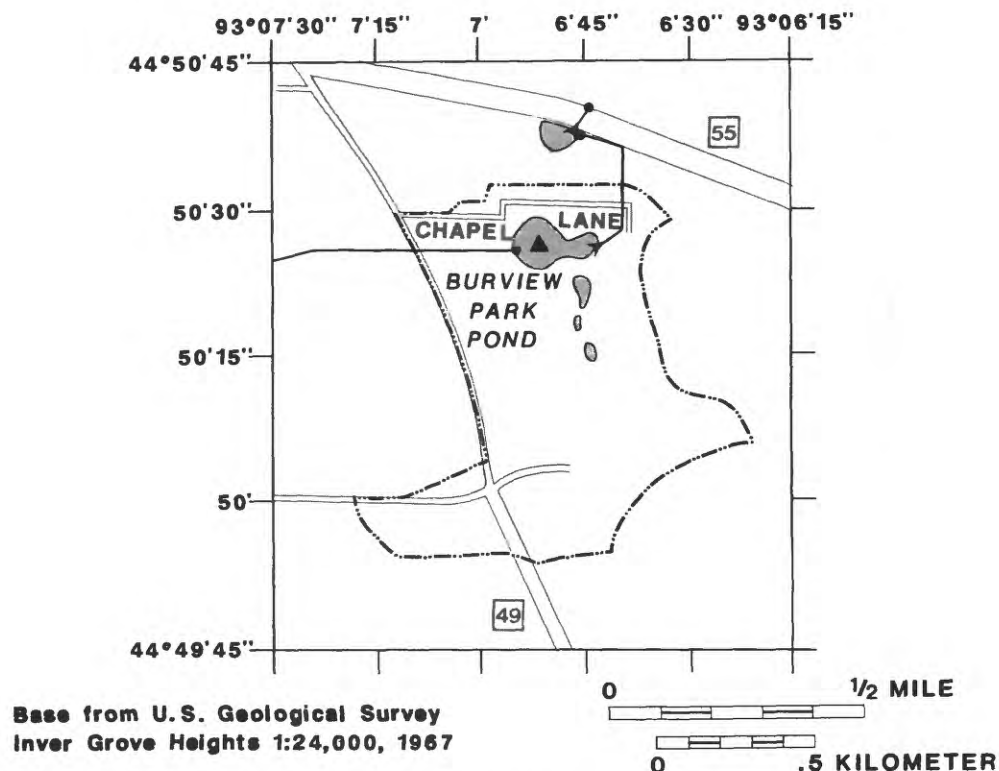 93°07'30" 7'15" 7' 6'45" 6'30" 93°06'15"
44°50'45"
55
50'30"
CHAPEL LANE
BURVIEW
PARK
POND
50'15"
50'
49
44°49'45"
0 1/2 MILE
Base from U.S. Geological Survey
Inver Grove Heights 1:24,000, 1967
0 .5 KILOMETER